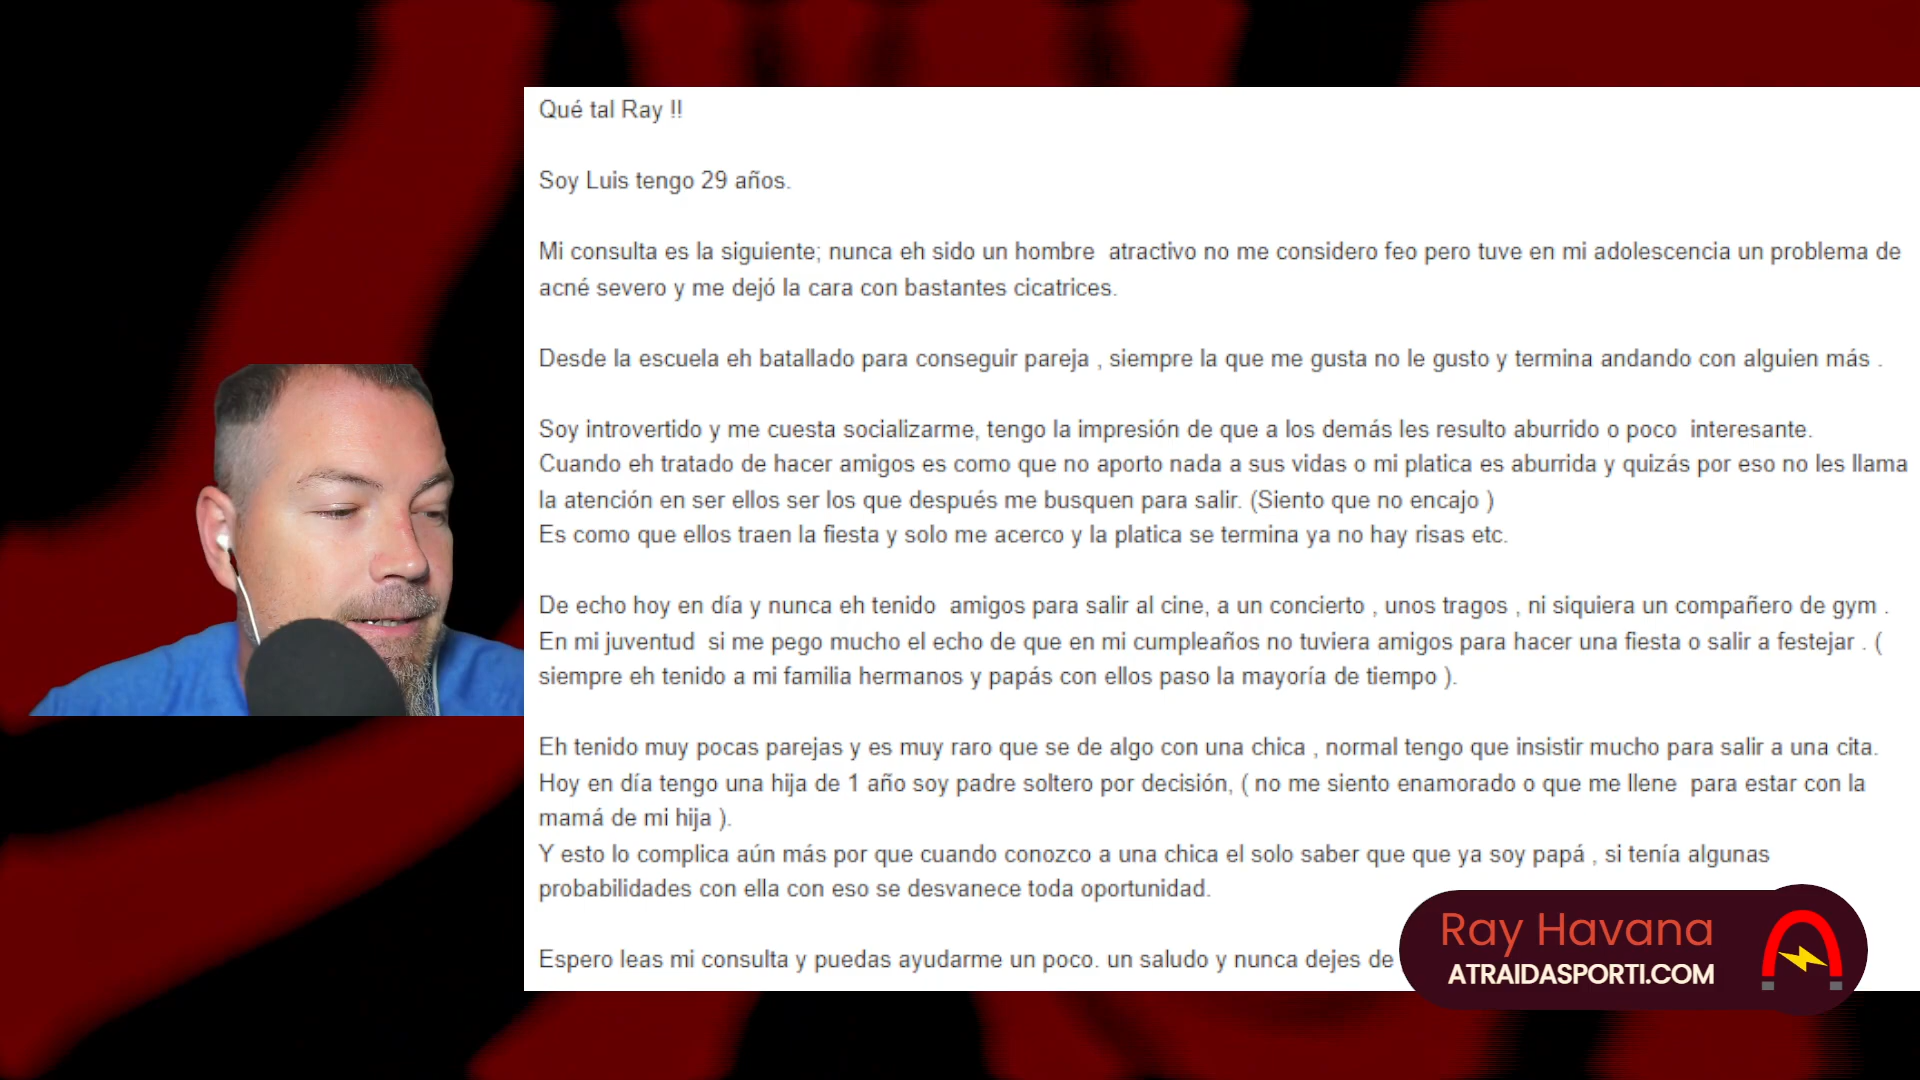 Qué tal Ray !!
Soy Luis tengo 29 años.
Mi consulta es la siguiente; nunca eh sido un hombre  atractivo no me considero feo pero tuve en mi adolescencia un problema de
acné severo y me dejó la cara con bastantes cicatrices.
Desde la escuela eh batallado para conseguir pareja , siempre la que me gusta no le gusto y termina andando con alguien más .
Soy introvertido y me cuesta socializarme, tengo la impresión de que a los demás les resulto aburrido o poco  interesante.
Cuando eh tratado de hacer amigos es como que no aporto nada a sus vidas o mi platica es aburrida y quizás por eso no les llama
la atención en ser ellos ser los que después me busquen para salir. (Siento que no encajo )
Es como que ellos traen la fiesta y solo me acerco y la platica se termina ya no hay risas etc.
De echo hoy en día y nunca eh tenido  amigos para salir al cine, a un concierto , unos tragos , ni siquiera un compañero de gym .
En mi juventud  si me pego mucho el echo de que en mi cumpleaños no tuviera amigos para hacer una fiesta o salir a festejar . (
siempre eh tenido a mi familia hermanos y papás con ellos paso la mayoría de tiempo ).
Eh tenido muy pocas parejas y es muy raro que se de algo con una chica , normal tengo que insistir mucho para salir a una cita.
Hoy en día tengo una hija de 1 año soy padre soltero por decisión, ( no me siento enamorado o que me llene  para estar con la
mamá de mi hija ).
Y esto lo complica aún más por que cuando conozco a una chica el solo saber que que ya soy papá , si tenía algunas
probabilidades con ella con eso se desvanece toda oportunidad.
Espero leas mi consulta y puedas ayudarme un poco. un saludo y nunca dejes de
Ray Havana
ATRAIDASPORTI.COM